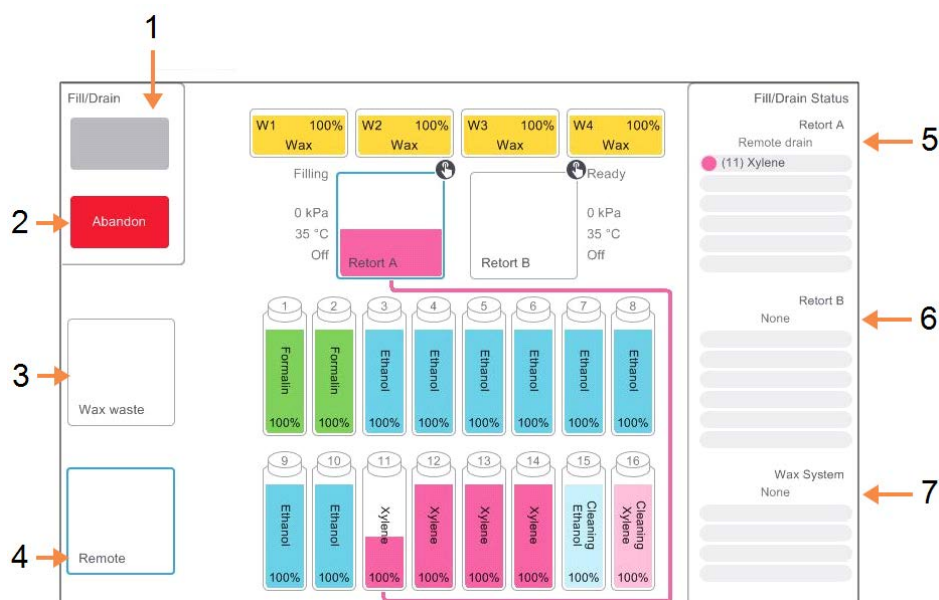 1
Fill/Drain
2
Abandon
3
Wax waste
4
Remote
W1 100%
Wax
W2 100%
Wax
W3 100%
Wax
W4 100%
Wax
Filling
0 kPa
35 °C
Off
Retort A
Ready
0 kPa
35 °C
Off
Retort B
1
Formalin
100%
2
Formalin
100%
3
Ethanol
100%
4
Ethanol
100%
5
Ethanol
100%
6
Ethanol
100%
7
Ethanol
100%
8
Ethanol
100%
9
Ethanol
100%
10
Ethanol
100%
11
Xylene
100%
12
Xylene
100%
13
Xylene
100%
14
Xylene
100%
15
Cleaning
Ethanol
100%
16
Cleaning
Xylene
100%
Fill/Drain Status
Retort A
Remote drain
(11) Xylene
5
Retort B
None
6
Wax System
None
7